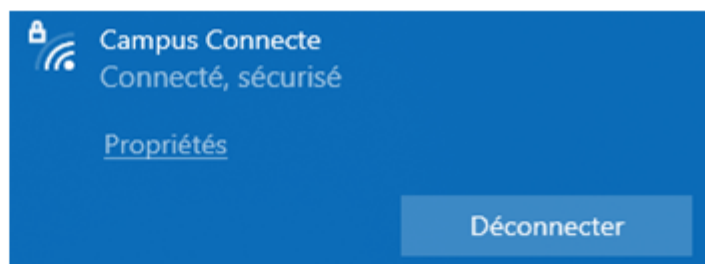 Campus Connecte
Connecté, sécurisé
Propriétés
Déconnecter